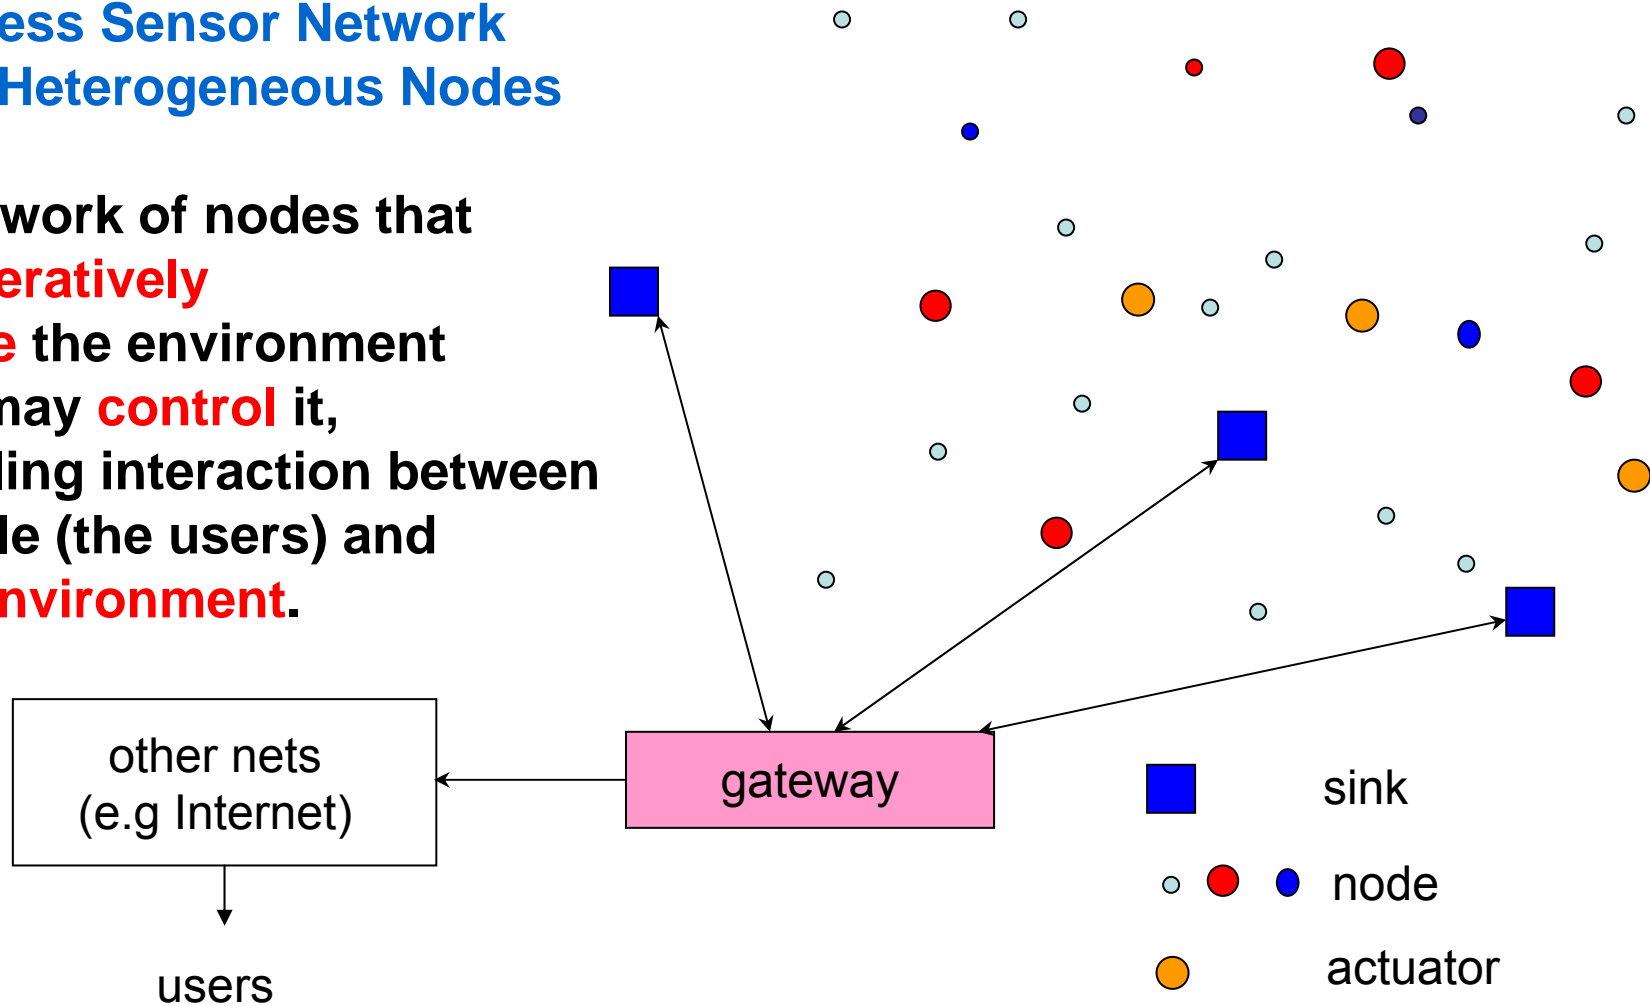 ess Sensor Network
Heterogeneous Nodes
work of nodes that
eratively
e the environment
may control it,
ling interaction between
le (the users) and
nvironment.
other nets
(e.g Internet)
gateway
users
sink
node
actuator